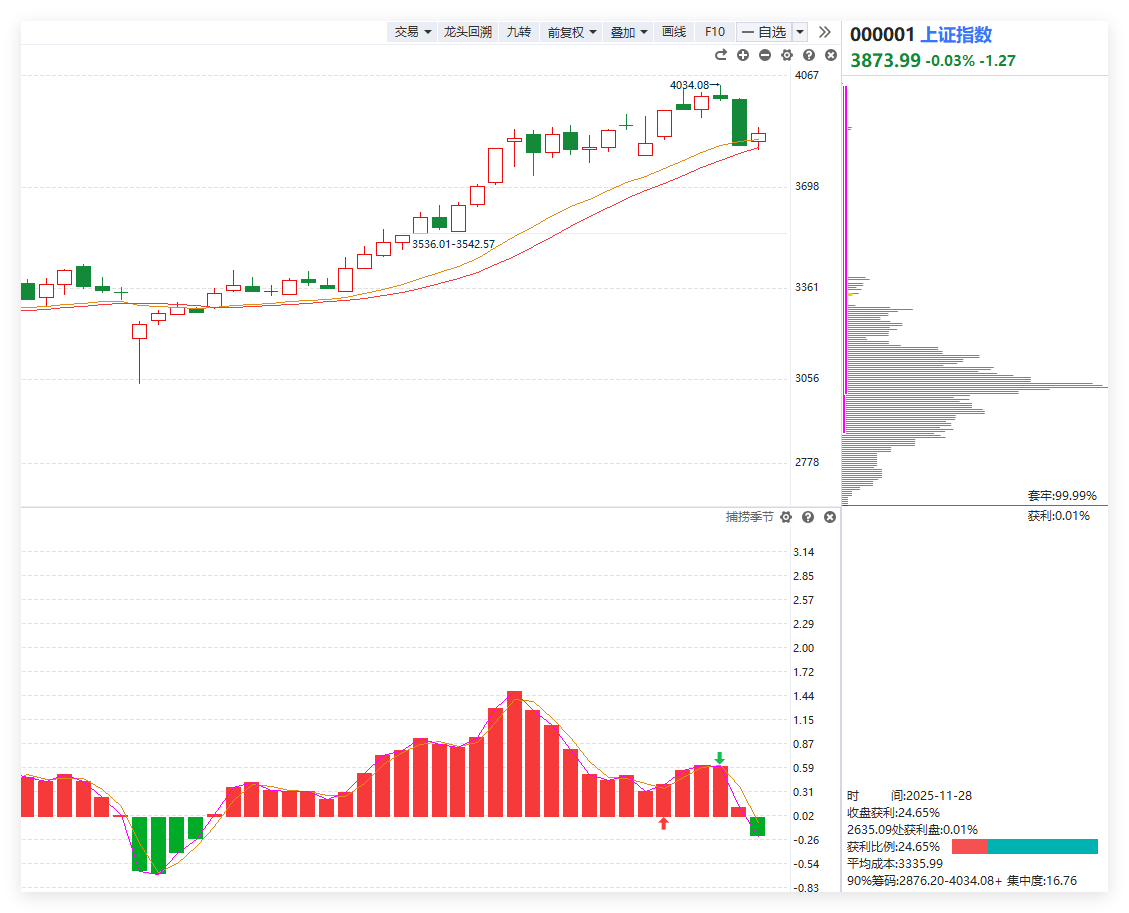 交易 龙头回溯 九转 前复权 叠加 画线 F10 一 自选
000001 上证指数
3873.99 -0.03% -1.27
4067
4034.08
3698
3536.01-3542.57
3361
3056
2778
套牢:99.99%
获利:0.01%
捕捞季节
3.14
2.85
2.57
2.29
2.00
1.72
1.44
1.15
0.87
0.59
0.31
0.02
-0.26
-0.54
-0.83
时 间:2025-11-28
收盘获利:24.65%
2635.09处获利盘:0.01%
获利比例:24.65%
平均成本:3335.99
90%筹码:2876.20-4034.08+ 集中度:16.76